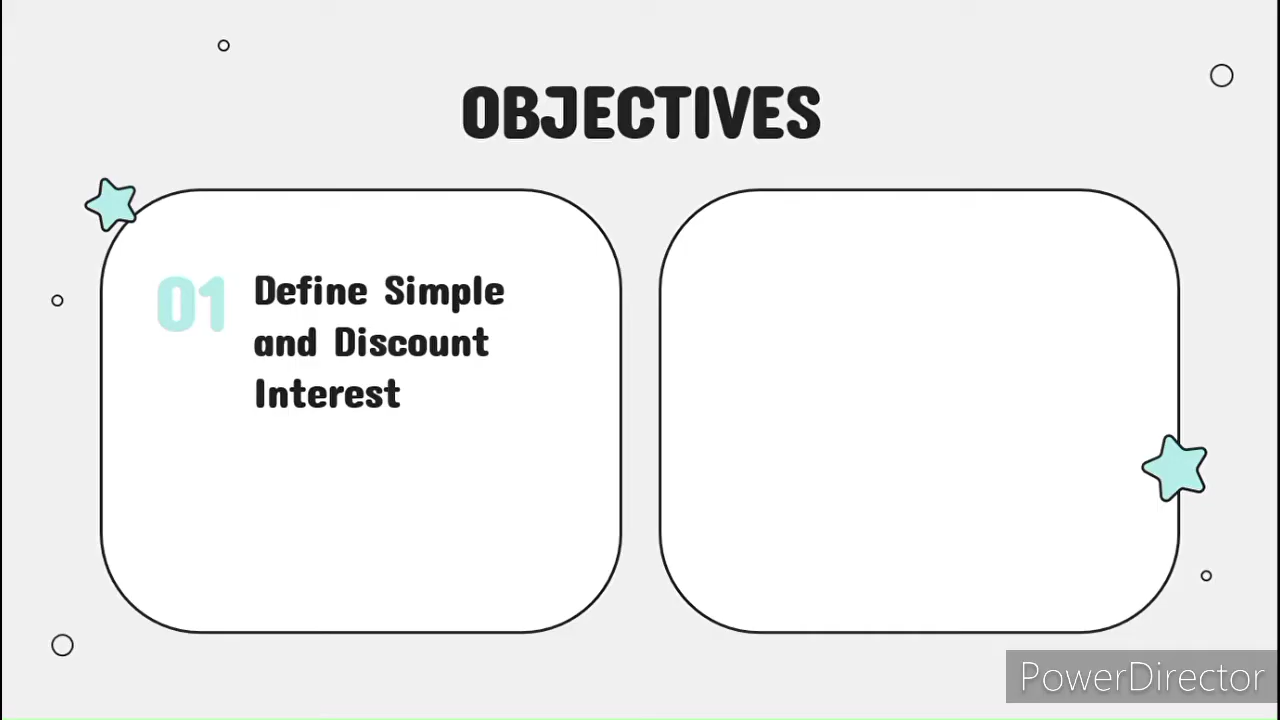 OBJECTIVES
01
Define Simple
and Discount
Interest
PowerDirector